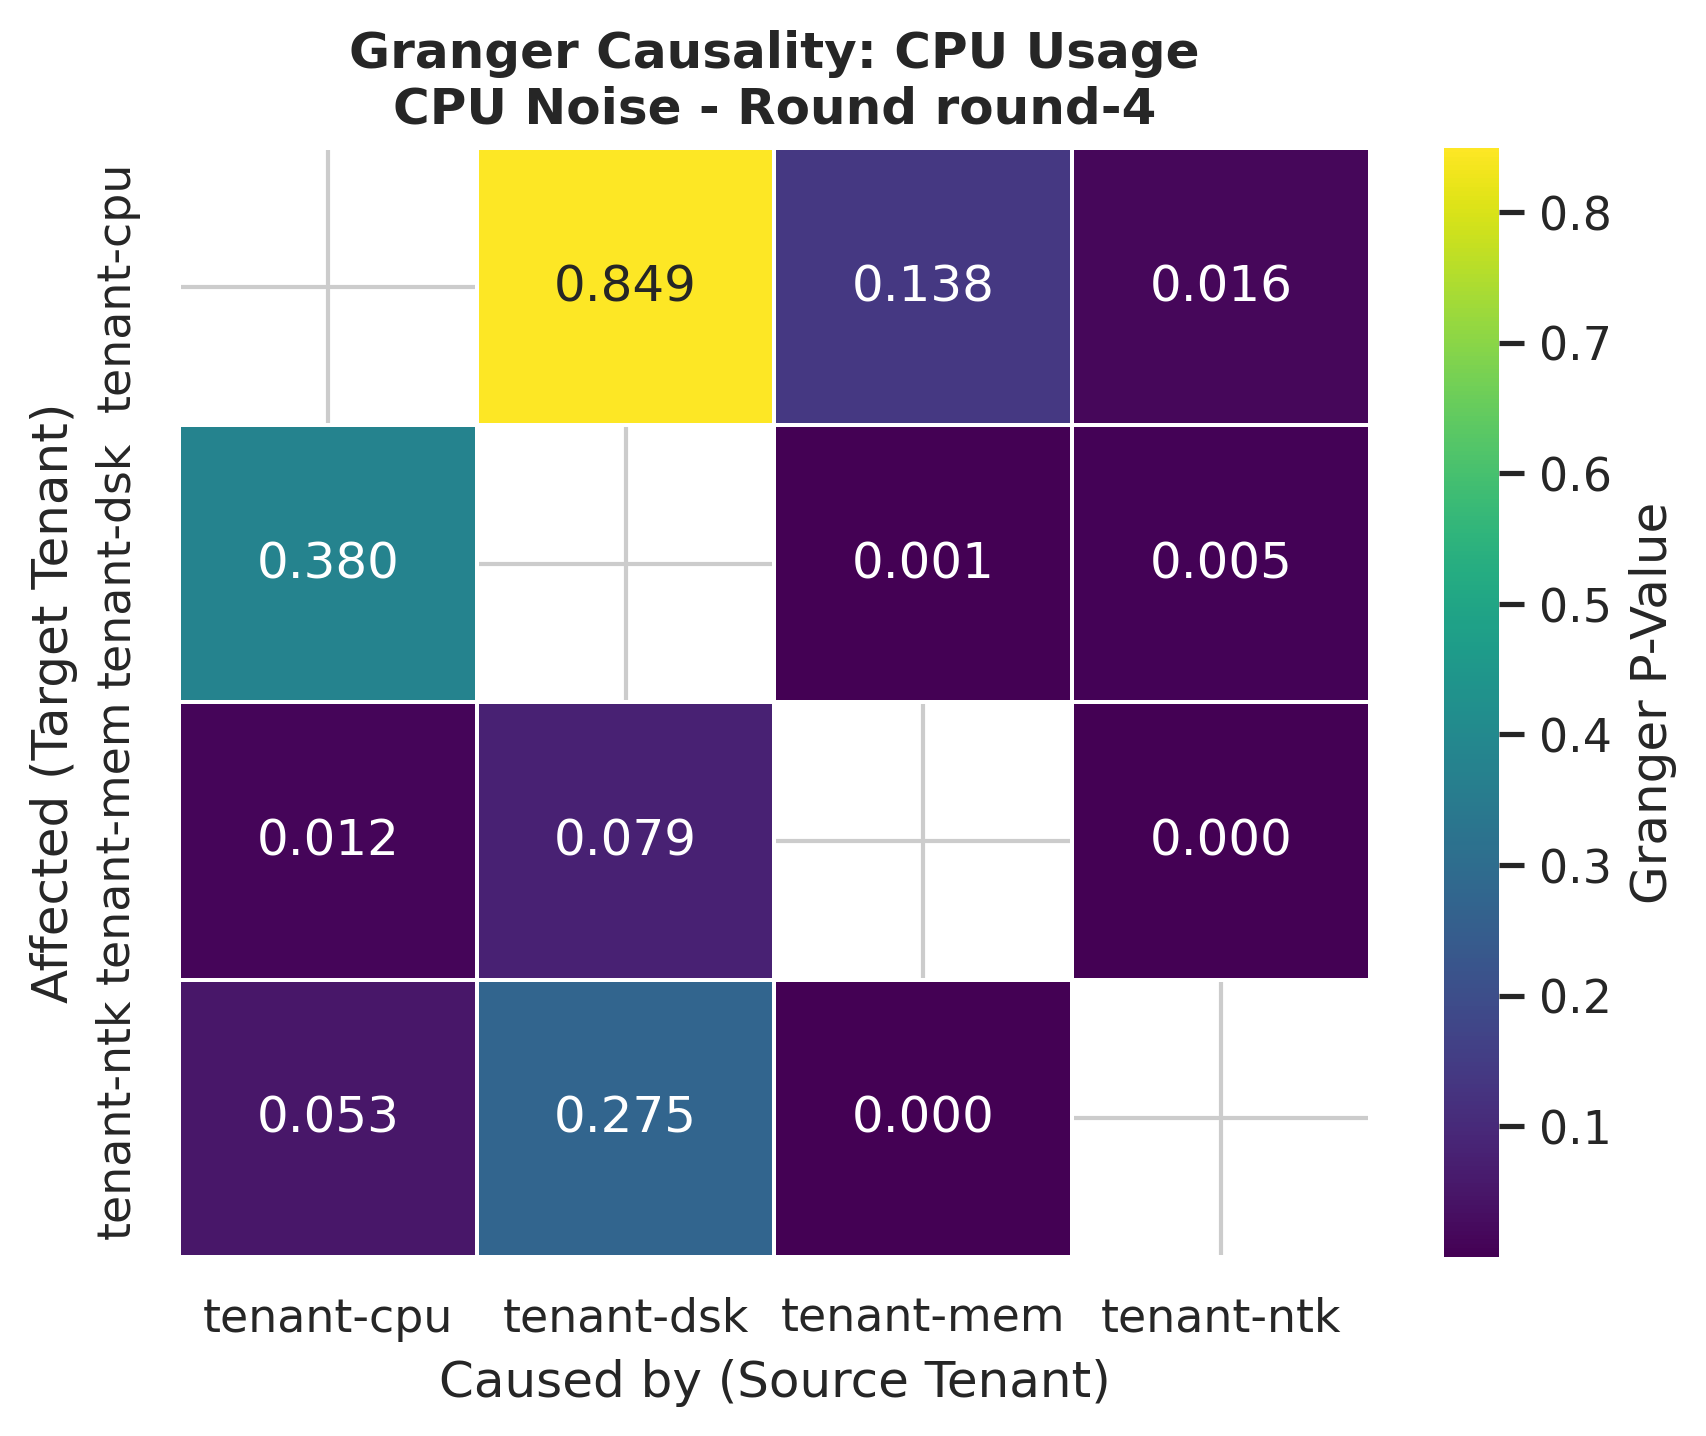 Granger Causality: CPU Usage
CPU Noise - Round round-4
Affected (Target Tenant)
tenant-cpu
0.849
0.138
0.016
tenant-dsk
0.380
0.001
0.005
tenant-mem
0.012
0.079
0.000
tenant-ntk
0.053
0.275
0.000
tenant-cpu
tenant-dsk
tenant-mem
tenant-ntk
Caused by (Source Tenant)
0.8
0.7
0.6
0.5
0.4
0.3
0.2
0.1
Granger P-Value